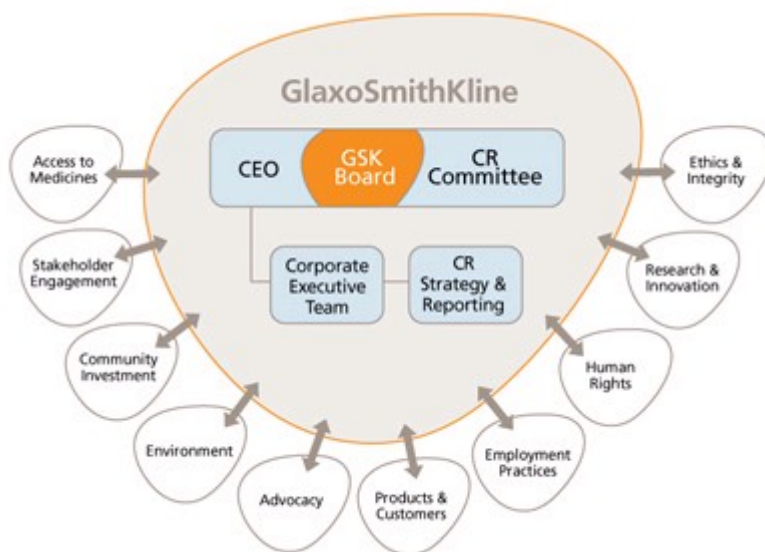 GlaxoSmithKline
CEO
GSK
Board
CR
Committee
Corporate
Executive
Team
CR
Strategy &
Reporting
Access to
Medicines
Stakeholder
Engagement
Community
Investment
Environment
Advocacy
Products &
Customers
Employment
Practices
Human
Rights
Research &
Innovation
Ethics &
Integrity